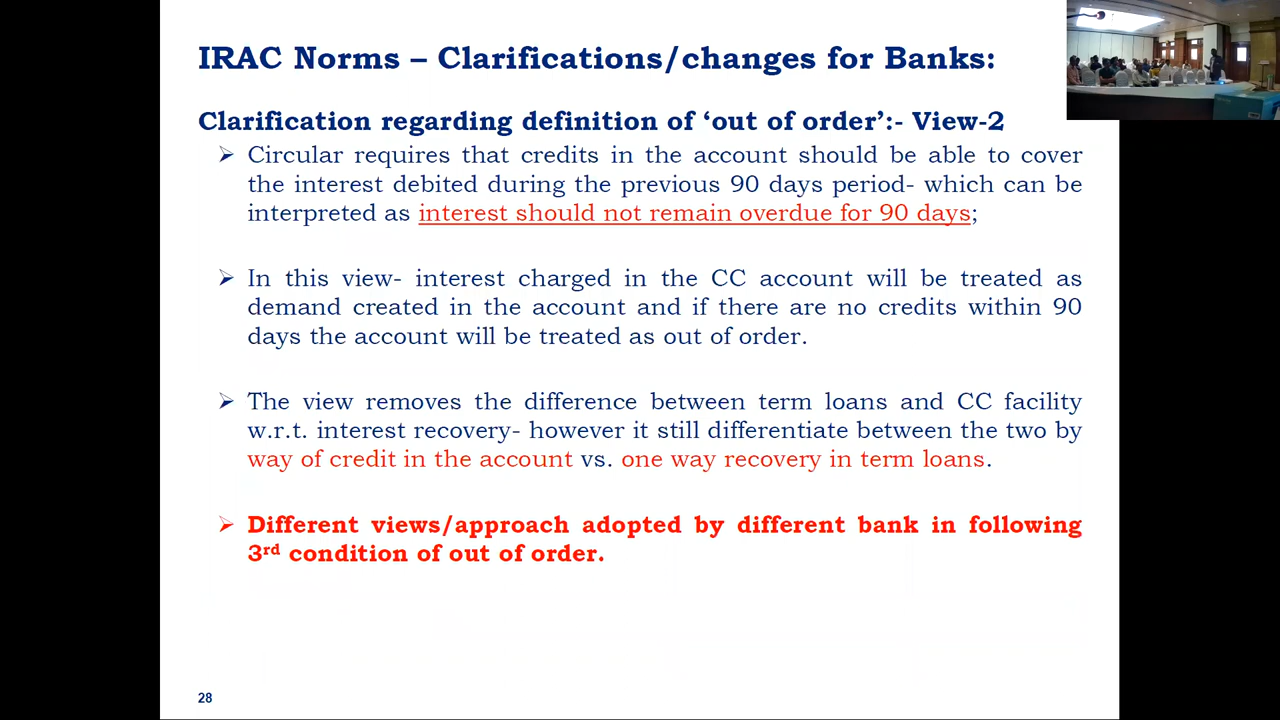 IRAC Norms – Clarifications/changes for Banks:
Clarification regarding definition of ‘out of order’:- View-2
➢ Circular requires that credits in the account should be able to cover
the interest debited during the previous 90 days period- which can be
interpreted as interest should not remain overdue for 90 days;
➢ In this view- interest charged in the CC account will be treated as
demand created in the account and if there are no credits within 90
days the account will be treated as out of order.
➢ The view removes the difference between term loans and CC facility
w.r.t. interest recovery- however it still differentiate between the two by
way of credit in the account vs. one way recovery in term loans.
➢ Different views/approach adopted by different bank in following
3rd condition of out of order.
28